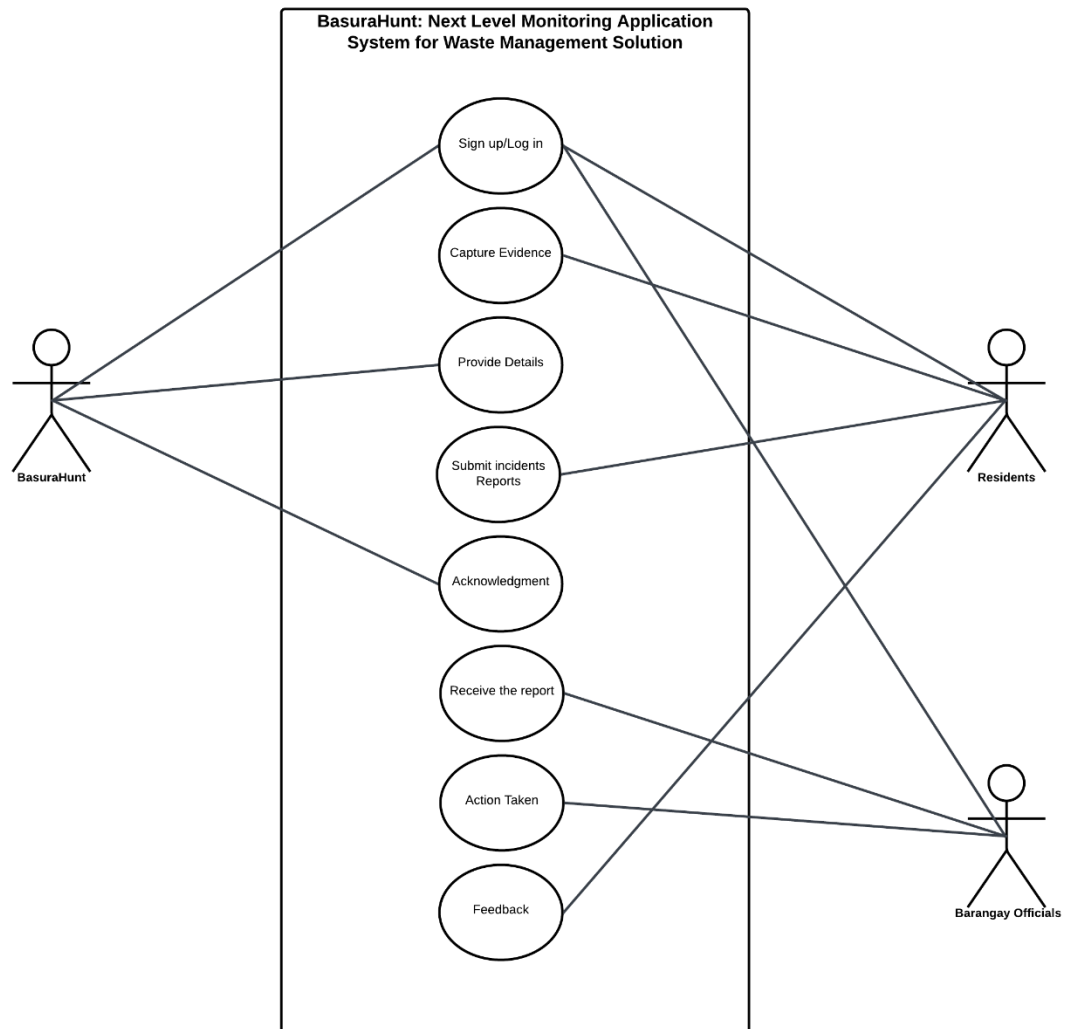 BasuraHunt: Next Level Monitoring Application
System for Waste Management Solution
Sign up/Log in
Capture Evidence
Provide Details
Submit incidents
Reports
Acknowledgment
Receive the report
Action Taken
Feedback
BasuraHunt
Residents
Barangay Officials